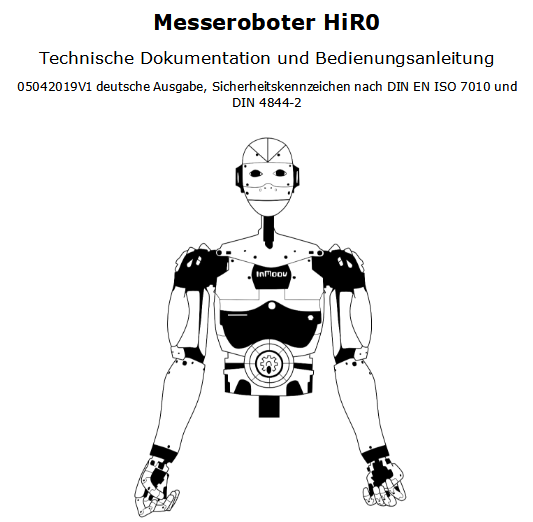 Messeroboter HiR0
Technische Dokumentation und Bedienungsanleitung
05042019V1 deutsche Ausgabe, Sicherheitskennzeichen nach DIN EN ISO 7010 und
DIN 4844-2
InMoov